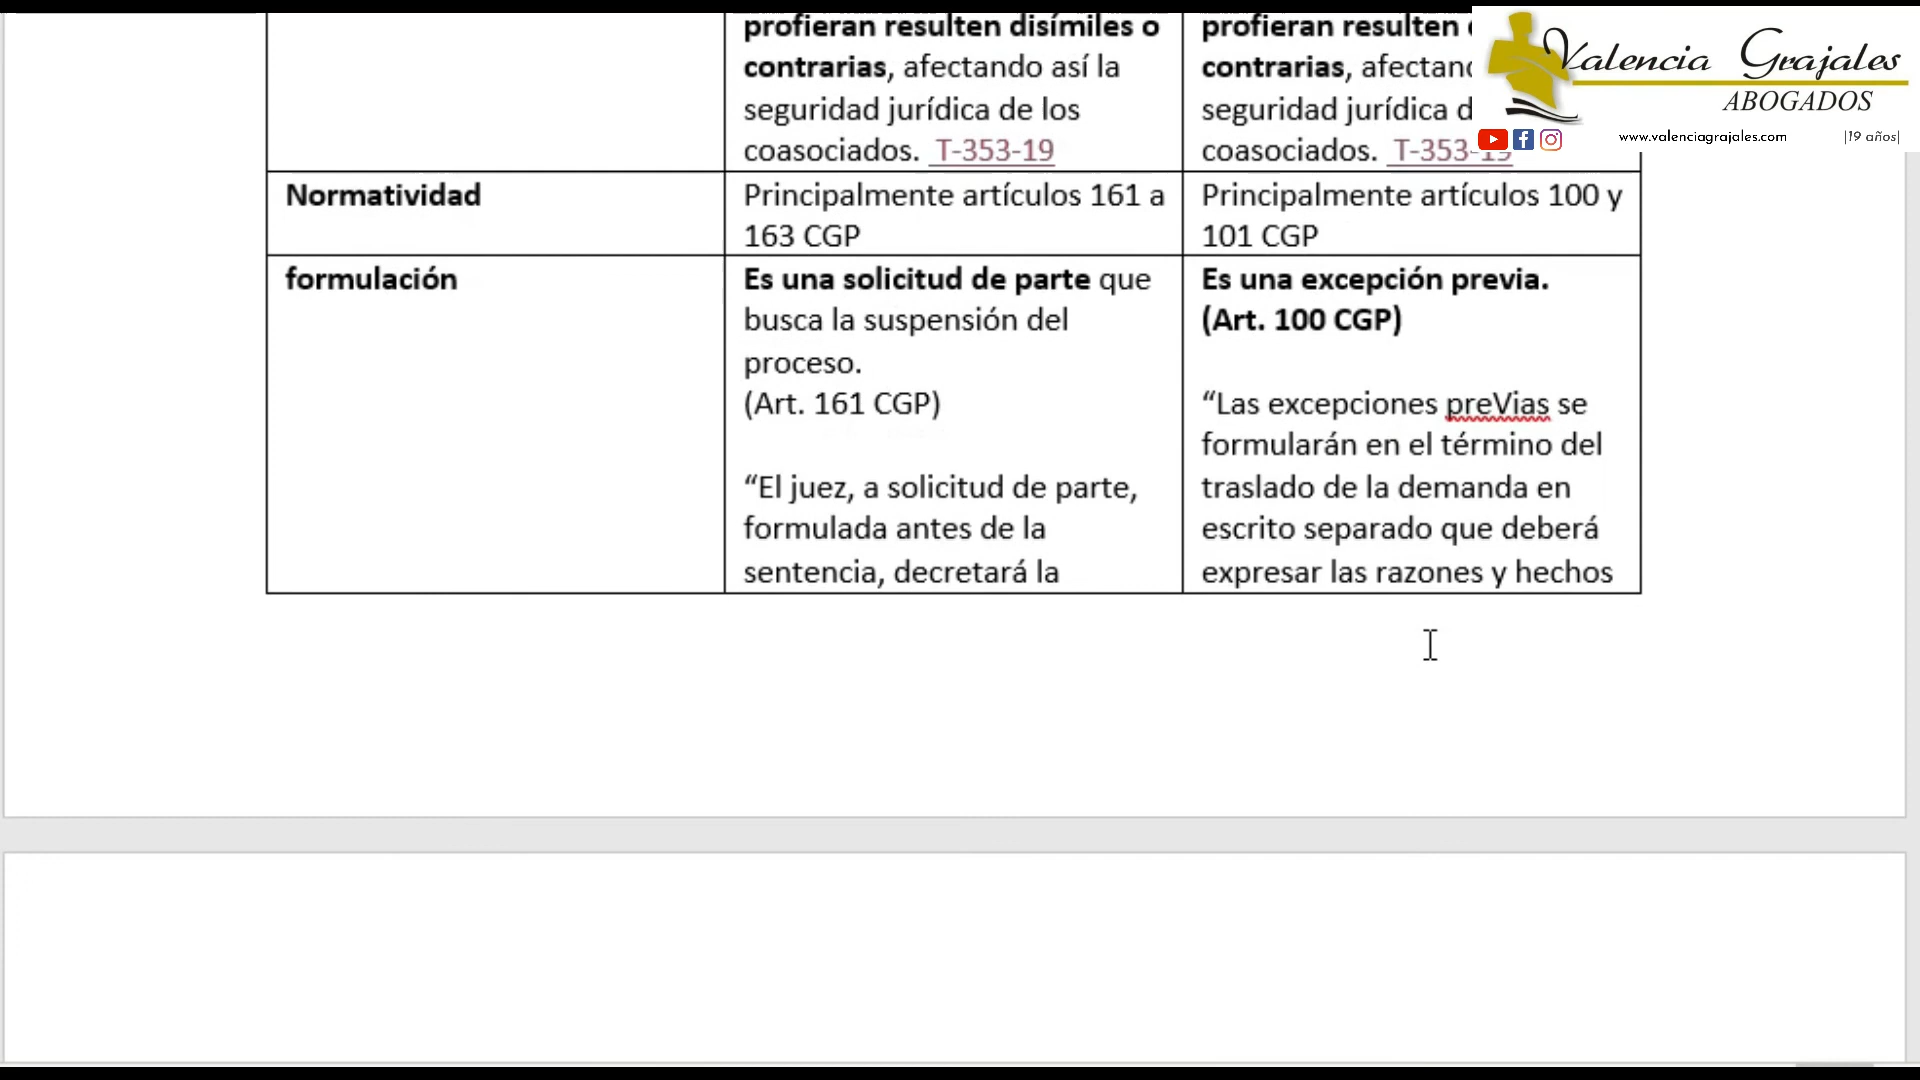 profieran resulten disímiles o
contrarias, afectando así la
seguridad jurídica de los
coasociados. T-353-19
profieran resulten
contrarias, afectand
seguridad jurídica d
coasociados. T-353-19
Valencia Grajales
ABOGADOS
www.valenciagrajales.com
|19 años|
Normatividad
Principalmente artículos 161 a
163 CGP
Principalmente artículos 100 y
101 CGP
formulación
Es una solicitud de parte que
busca la suspensión del
proceso.
(Art. 161 CGP)
“El juez, a solicitud de parte,
formulada antes de la
sentencia, decretará la
Es una excepción previa.
(Art. 100 CGP)
“Las excepciones preVias se
formularán en el término del
traslado de la demanda en
escrito separado que deberá
expresar las razones y hechos